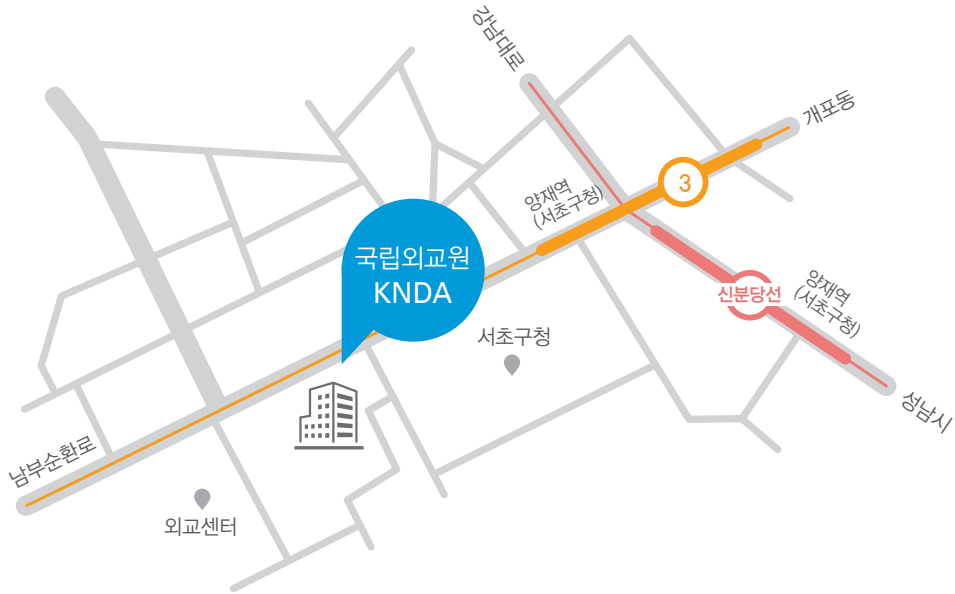 강남대로
개포동
3
양재역
(서초구청)
국립외교원
KNDA
신분당선
양재역
(서초구청)
서초구청
성남시
남부순환로
외교센터